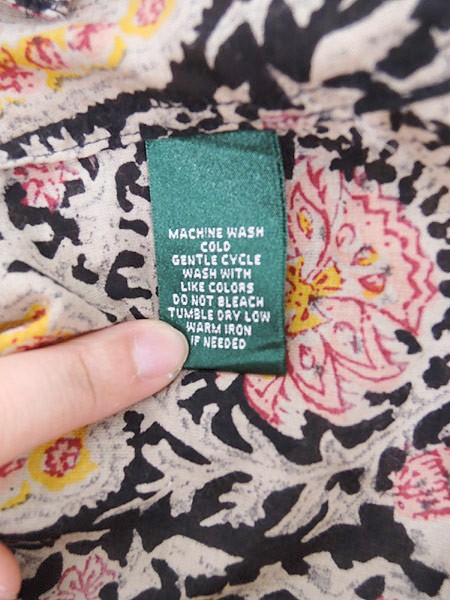 MACHINE WASH
COLD
GENTLE CYCLE
WASH WITH
LIKE COLORS
DO NOT BLEACH
TUMBLE DRY LOW
WARM IRON
IF NEEDED